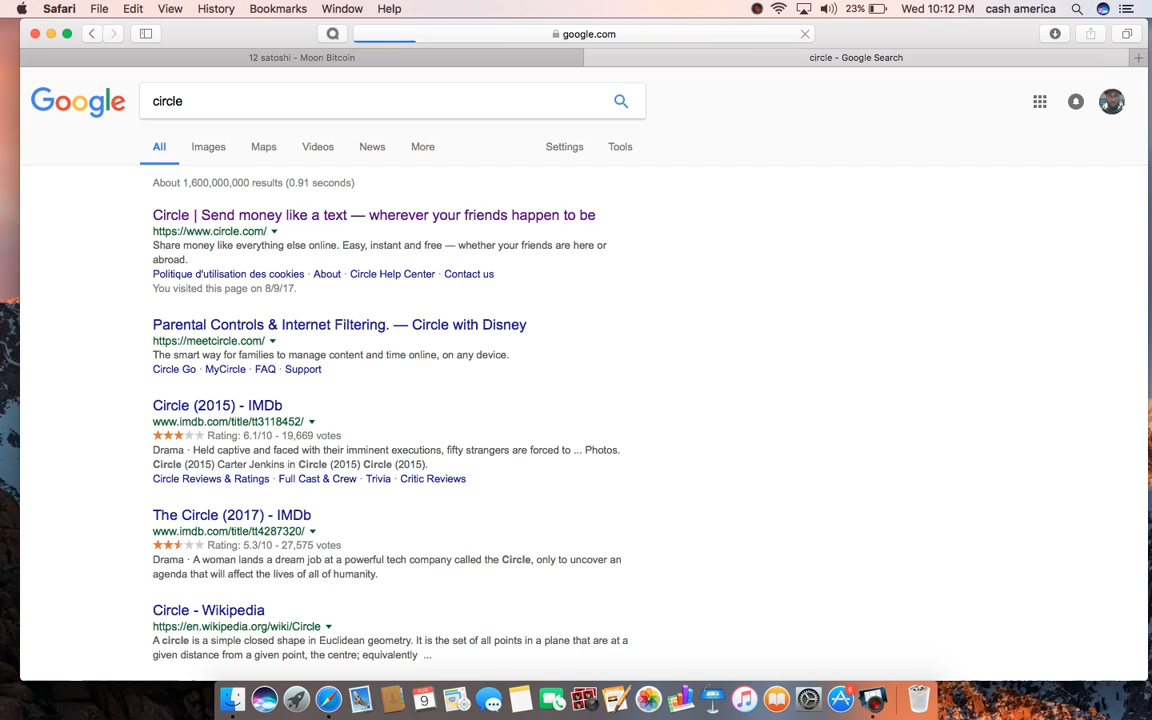 Safari File Edit View History Bookmarks Window Help 23% Wed 10:12 PM cash america
google.com
12 satoshi - Moon Bitcoin circle - Google Search
Google circle
All Images Maps Videos News More Settings Tools
About 1,600,000,000 results (0.91 seconds)
Circle | Send money like a text — wherever your friends happen to be
https://www.circle.com/
Share money like everything else online. Easy, instant and free — whether your friends are here or
abroad.
Politique d'utilisation des cookies · About · Circle Help Center · Contact us
You visited this page on 8/9/17.
Parental Controls & Internet Filtering. — Circle with Disney
https://meetcircle.com/
The smart way for families to manage content and time online, on any device.
Circle Go · MyCircle · FAQ · Support
Circle (2015) - IMDb
www.imdb.com/title/tt3118452/
Rating: 6.1/10 - 19,669 votes
Drama · Held captive and faced with their imminent executions, fifty strangers are forced to ... Photos.
Circle (2015) Carter Jenkins in Circle (2015) Circle (2015).
Circle Reviews & Ratings · Full Cast & Crew · Trivia · Critic Reviews
The Circle (2017) - IMDb
www.imdb.com/title/tt4287320/
Rating: 5.3/10 - 27,575 votes
Drama · A woman lands a dream job at a powerful tech company called the Circle, only to uncover an
agenda that will affect the lives of all of humanity.
Circle - Wikipedia
https://en.wikipedia.org/wiki/Circle
A circle is a simple closed shape in Euclidean geometry. It is the set of all points in a plane that are at a
given distance from a given point, the centre; equivalently ...
AUG
9